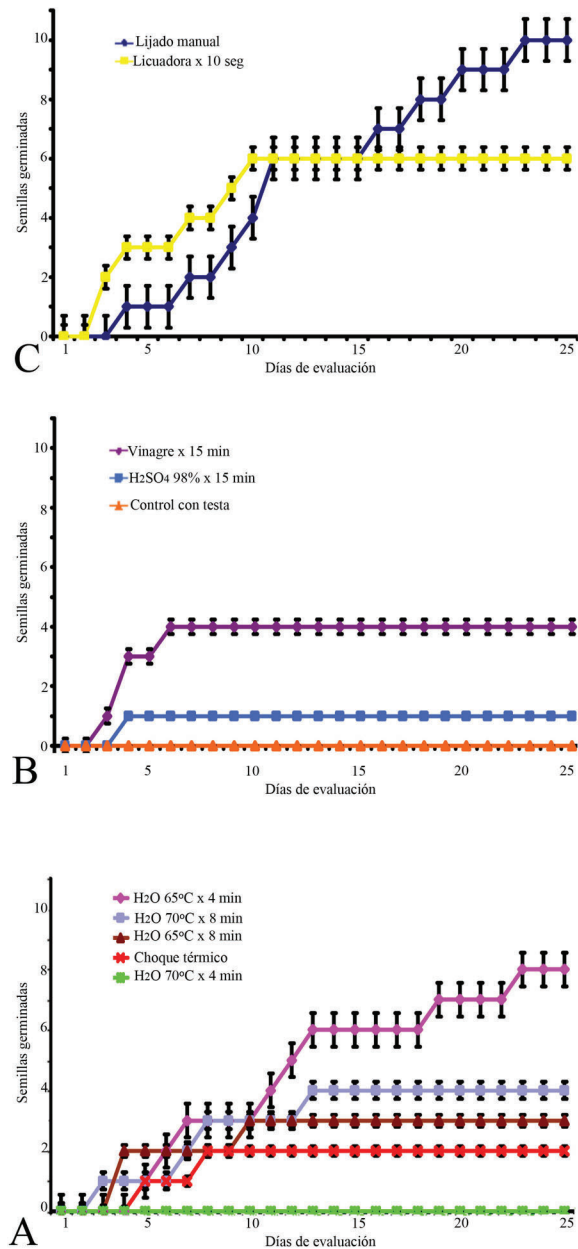 10
8
6
4
2
0
Semillas germinadas
Lijado manual
Licuadora x 10 seg
1 5 10 15 20 25
Días de evaluación
C
10
8
6
4
2
0
Semillas germinadas
Vinagre x 15 min
H2SO4 98% x 15 min
Control con testa
1 5 10 15 20 25
Días de evaluación
B
10
8
6
4
2
0
Semillas germinadas
H2O 65ºC x 4 min
H2O 70ºC x 8 min
H2O 65ºC x 8 min
Choque térmico
H2O 70ºC x 4 min
1 5 10 15 20 25
Días de evaluación
A